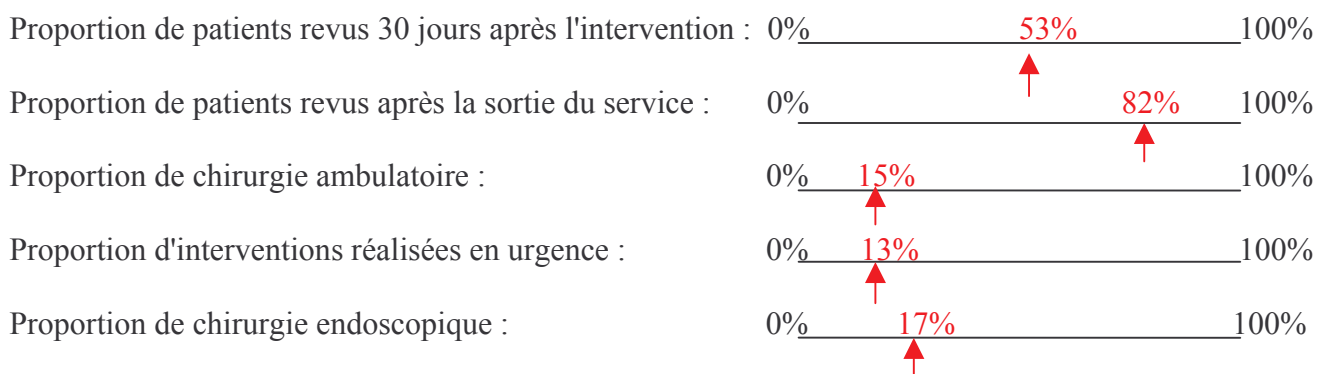 Proportion de patients revus 30 jours après l'intervention : 0% 53% 100%
Proportion de patients revus après la sortie du service : 0% 82% 100%
Proportion de chirurgie ambulatoire : 0% 15% 100%
Proportion d'interventions réalisées en urgence : 0% 13% 100%
Proportion de chirurgie endoscopique : 0% 17% 100%